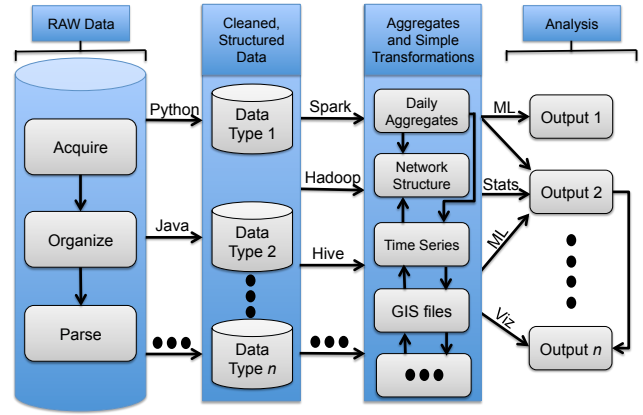 RAW Data
Cleaned,
Structured
Data
Aggregates
and Simple
Transformations
Analysis
Acquire
Organize
Parse
Python
Java
Data
Type 1
Data
Type 2
Data
Type n
Spark
Hadoop
Hive
Daily
Aggregates
Network
Structure
Time Series
GIS files
ML
Stats
ML
Viz
Output 1
Output 2
Output n